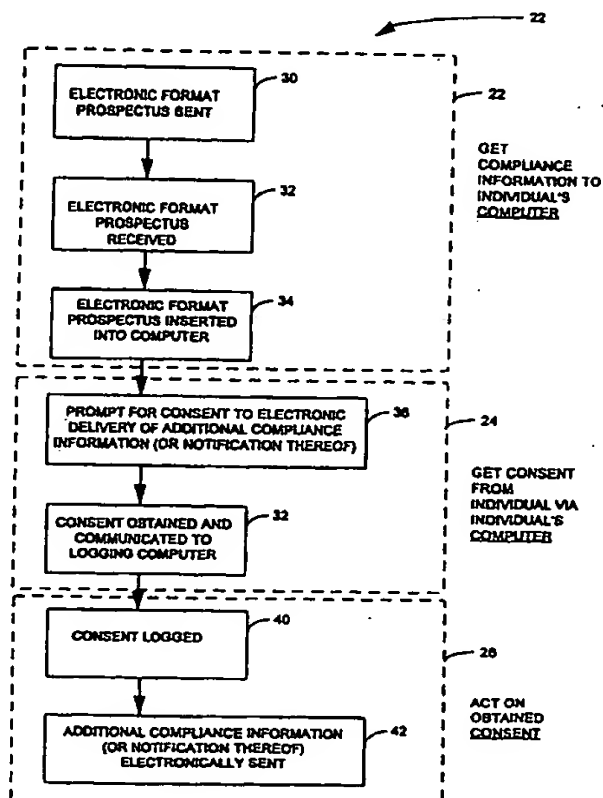 22
ELECTRONIC FORMAT
PROSPECTUS SENT
30
22
GET
COMPLIANCE
INFORMATION TO
INDIVIDUAL'S
COMPUTER
ELECTRONIC FORMAT
PROSPECTUS
RECEIVED
32
ELECTRONIC FORMAT
PROSPECTUS INSERTED
INTO COMPUTER
34
PROMPT FOR CONSENT TO ELECTRONIC
DELIVERY OF ADDITIONAL COMPLIANCE
INFORMATION (OR NOTIFICATION THEREOF)
36
24
GET CONSENT
FROM
INDIVIDUAL VIA
INDIVIDUAL'S
COMPUTER
CONSENT OBTAINED AND
COMMUNICATED TO
LOGGING COMPUTER
32
CONSENT LOGGED
40
26
ACT ON
OBTAINED
CONSENT
ADDITIONAL COMPLIANCE INFORMATION
(OR NOTIFICATION THEREOF)
ELECTRONICALLY SENT
42